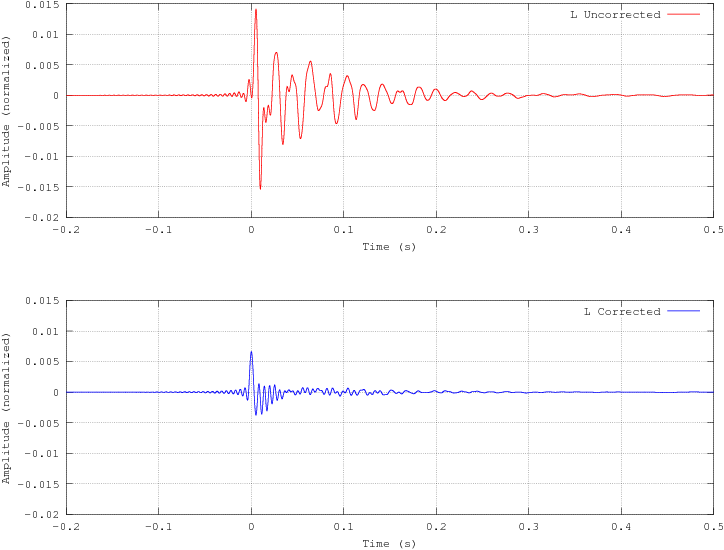 L Uncorrected
0.015
0.01
0.005
0
-0.005
-0.01
-0.015
-0.02
Amplitude (normalized)
-0.2 -0.1 0 0.1 0.2 0.3 0.4 0.5
Time (s)
L Corrected
0.015
0.01
0.005
0
-0.005
-0.01
-0.015
-0.02
Amplitude (normalized)
-0.2 -0.1 0 0.1 0.2 0.3 0.4 0.5
Time (s)